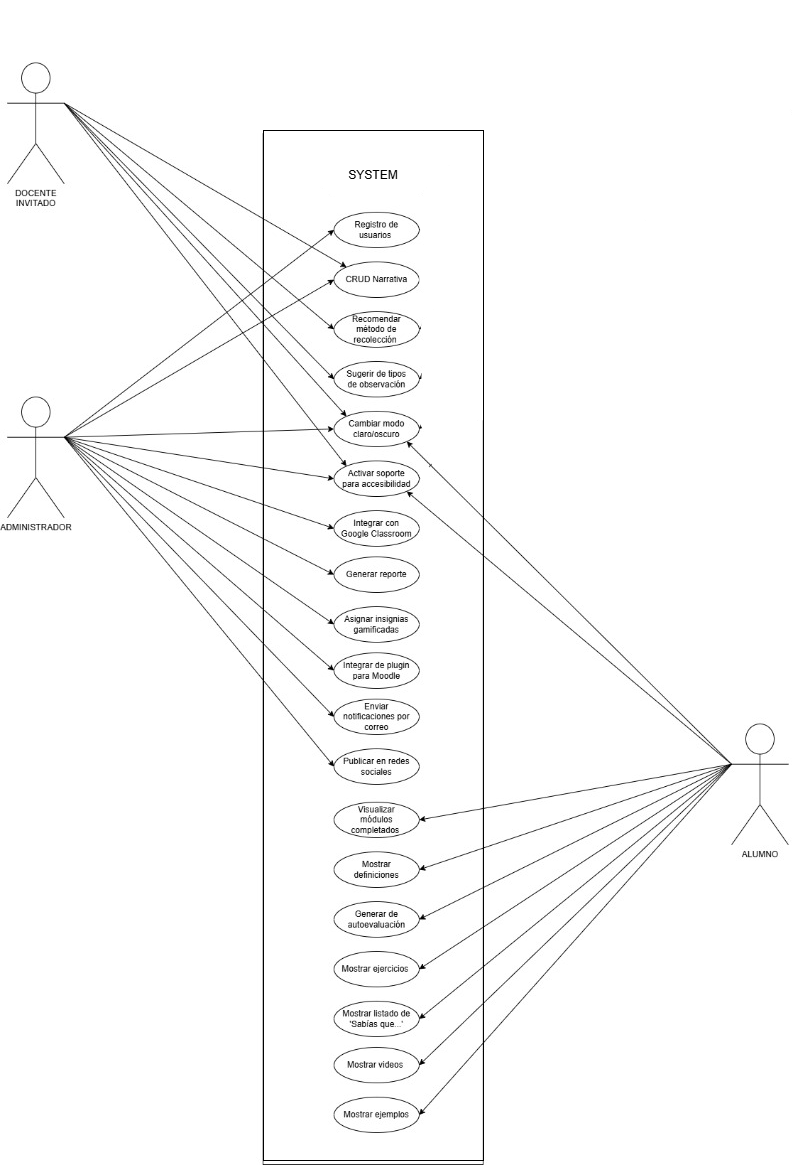 DOCENTE
INVITADO
SYSTEM
Registro de
usuarios
CRUD Narrativa
Recomendar
método de
recolección
Sugerir de tipos
de observación
Cambiar modo
claro/oscuro
Activar soporte
para accesibilidad
ADMINISTRADOR
Integrar con
Google Classroom
Generar reporte
Asignar insignias
gamificadas
Integrar de plugin
para Moodle
Enviar
notificaciones por
correo
Publicar en redes
sociales
Visualizar
módulos
completados
ALUMNO
Mostrar
definiciones
Generar de
autoevaluación
Mostrar ejercicios
Mostrar listado de
'Sabías que...'
Mostrar videos
Mostrar ejemplos